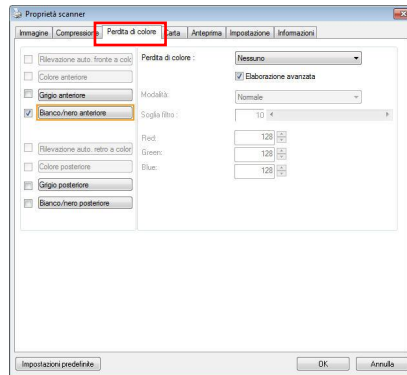 Proprietà scanner
Immagine Compressione Perdita di colore Carta Anteprima Impostazione Informazioni
Rilevazione auto. fronte a colo
Perdita di colore :
Nessuno
Colore anteriore
Elaborazione avanzata
Grigio anteriore
Modalità:
Normale
Bianco/nero anteriore
Soglia filtro :
10
Red:
128
Rilevazione auto. retro a color
Green:
128
Colore posteriore
Blue:
128
Grigio posteriore
Bianco/nero posteriore
Impostazioni predefinite
OK
Annulla